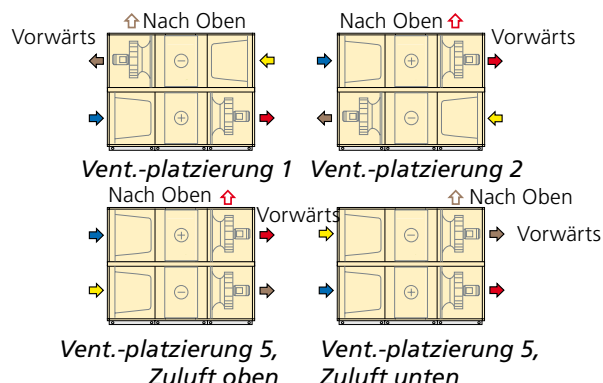 Nach Oben
Vorwärts
Nach Oben
Vorwärts
Vent.-platzierung 1
Vent.-platzierung 2
Nach Oben
Vorwärts
Nach Oben
Vorwärts
Vent.-platzierung 5,
Zuluft oben
Vent.-platzierung 5,
Zuluft unten